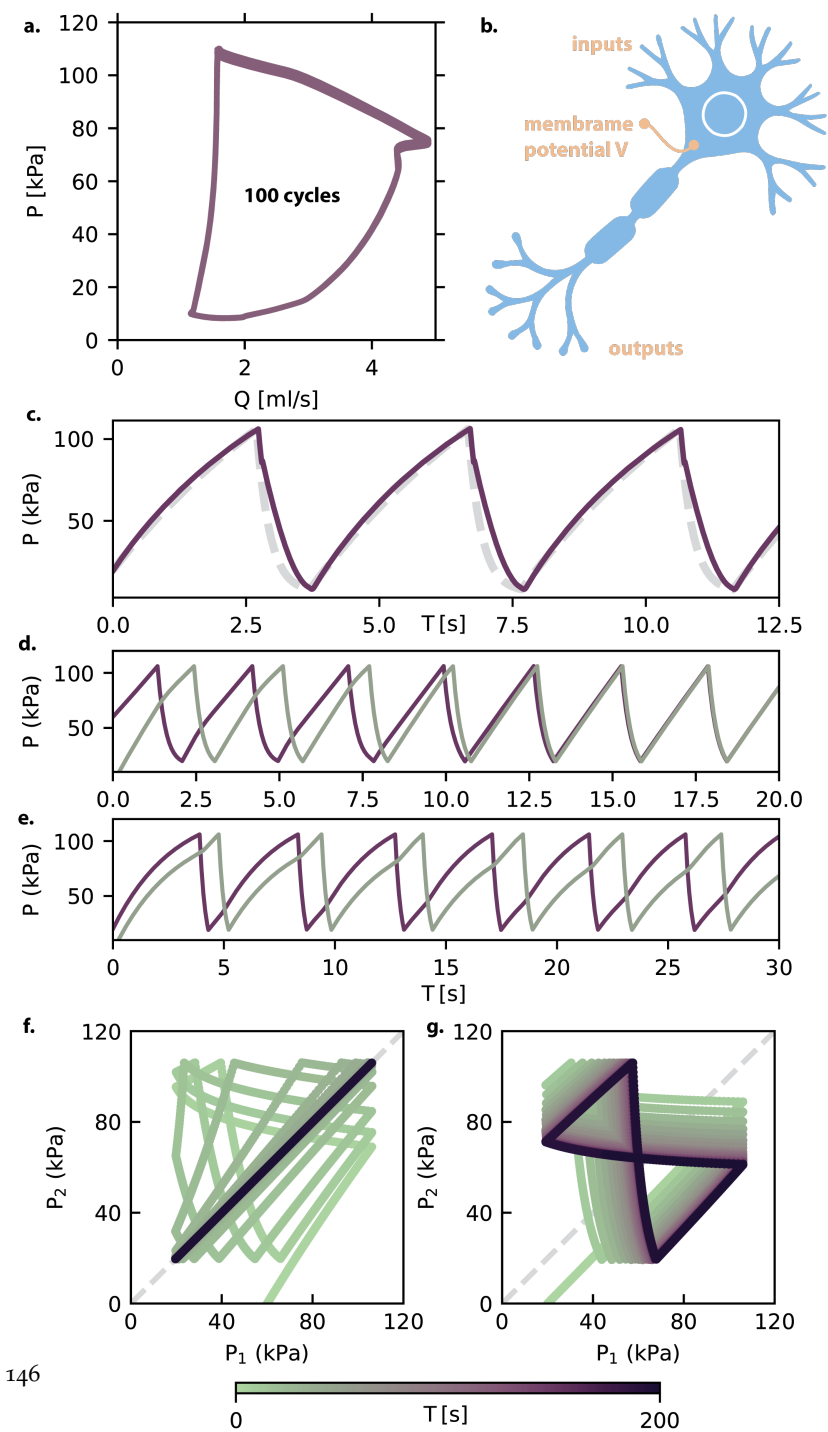 a.
120
100
80
60
40
20
0
P [kPa]
100 cycles
0
2
4
Q [ml/s]
b.
inputs
membrame
potential V
outputs
c.
100
50
P (kPa)
0.0
2.5
5.0
T [s]
7.5
10.0
12.5
d.
100
50
P (kPa)
0.0
2.5
5.0
7.5
10.0
12.5
15.0
17.5
20.0
e.
100
50
P (kPa)
0
5
10
15
20
25
30
T [s]
f.
120
80
40
0
P₂ (kPa)
0
40
80
120
P₁ (kPa)
g.
120
80
40
0
P₂ (kPa)
0
40
80
120
P₁ (kPa)
146
0
T [s]
200